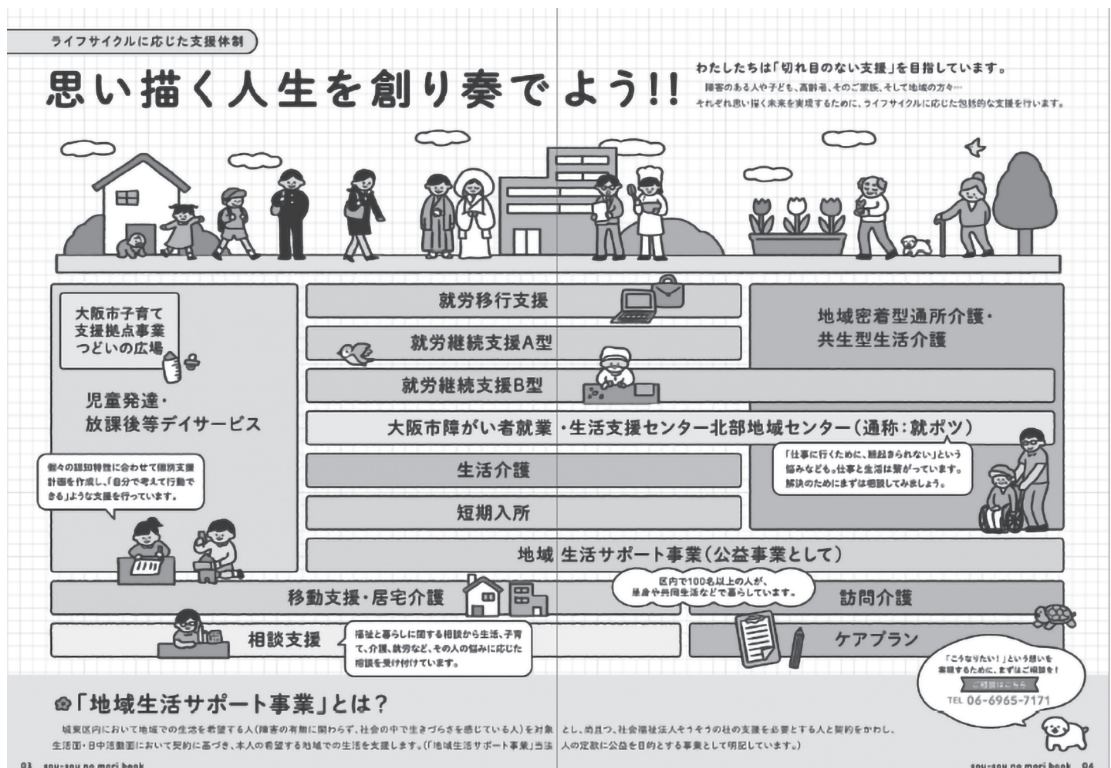 ライフサイクルに応じた支援体制
思い描く人生を創り奏でよう!!
わたしたちは「切れ目のない支援」を目指しています。
障害のある人や子ども、高齢者、そのご家族、そして地域の方々…
それぞれ思い描く未来を実現するために、ライフサイクルに応じた包括的な支援を行います。
大阪市子育て
支援拠点事業
つどいの広場
児童発達・
放課後等デイサービス
個々の認知特性に合わせて個別支援
計画を作成し、「自分で考えて行動で
きる」ような支援を行っています。
就労移行支援
就労継続支援A型
就労継続支援B型
大阪市障がい者就業・生活支援センター北部地域センター(通称:就ポツ)
生活介護
短期入所
地域生活サポート事業(公益事業として)
地域密着型通所介護・
共生型生活介護
「仕事に行くために、朝起きられない」という
悩みなども。仕事と生活は繋がっています。
解決のためにまずは相談してみましょう。
移動支援・居宅介護
区内で100名以上の人が、
単身や共同生活などで暮らしています。
訪問介護
相談支援
福祉と暮らしに関する相談から生活、子育
て、介護、就労など、その人の悩みに応じた
相談を受け付けています。
ケアプラン
「こうなりたい!」という想いを
実現するために、まずはご相談を!
ご相談はこちら
TEL 06-6965-7171
「地域生活サポート事業」とは?
城東区内において地域での生活を希望する人(障害の有無に関わらず、社会の中で生きづらさを感じている人)を対象とし、尚且つ、社会福祉法人そうそうの杜の支援を必要とする人と契約をかわし、
生活面・日中活動面において契約に基づき、本人の希望する地域での生活を支援します。(「地域生活サポート事業」当法人の定款に公益を目的とする事業として明記しています。)
03 sou-sou no mori book
sou-sou no mori book 04